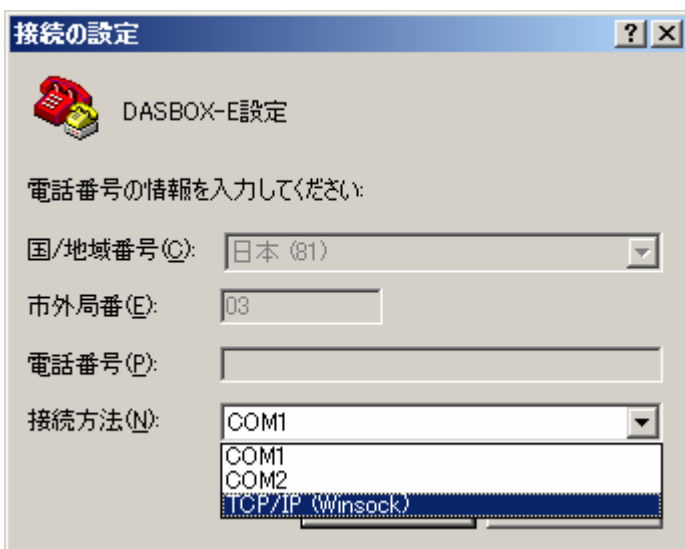 接続の設定
DASBOX-E設定
電話番号の情報を入力してください:
国/地域番号(C): 日本 (81)
市外局番(E): 03
電話番号(P):
接続方法(N): COM1
COM1
COM2
TCP/IP (Winsock)